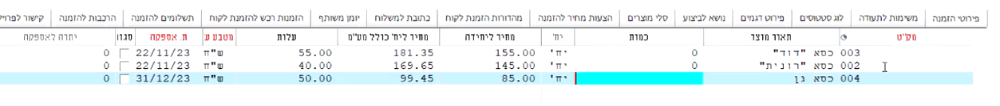 פירוטי הזמנה משימות לתעודה לוג סטטוסים פירוט דגמים נושא לביצוע סלי מוצרים הצעות מחיר להזמנה מהדורות הזמנת לקוח כתובת למשלוח יומן משותף הזמנות רכש להזמנת לקוח תשלומים להזמנה הרכבות להזמנה קישור לפרוי
מק"ט תאור מוצר כמות יח' מחיר ליחידה מחיר ליח' כולל מע"מ עלות מטבע ע ת. אספקה סגור יתרה לאספקה
003 כסא "דוד" 0 יח' 155.00 181.35 55.00 ש"ח 22/11/23 0
002 כסא "רונית" 0 יח' 145.00 169.65 40.00 ש"ח 22/11/23 0
004 כסא גן יח' 85.00 99.45 50.00 ש"ח 31/12/23 0